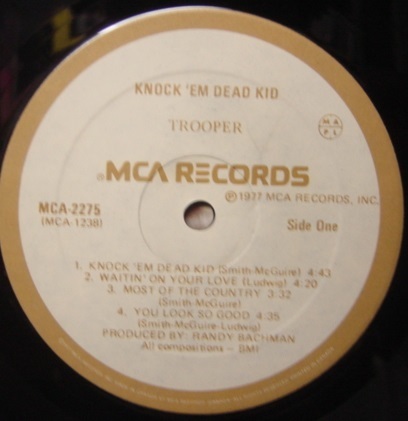 KNOCK 'EM DEAD KID
TROOPER
M A
P L
®MCA RECORDS
℗1977 MCA RECORDS, INC.
MCA-2275
(MCA-1238)
Side One
1. KNOCK 'EM DEAD KID (Smith-McGuire) 4:43
2. WAITIN' ON YOUR LOVE (Ludwig) 4:20
3. MOST OF THE COUNTRY 3:32
(Smith-McGuire)
4. YOU LOOK SO GOOD 4:35
(Smith-McGuire-Ludwig)
PRODUCED BY: RANDY BACHMAN
All compositions - BMI